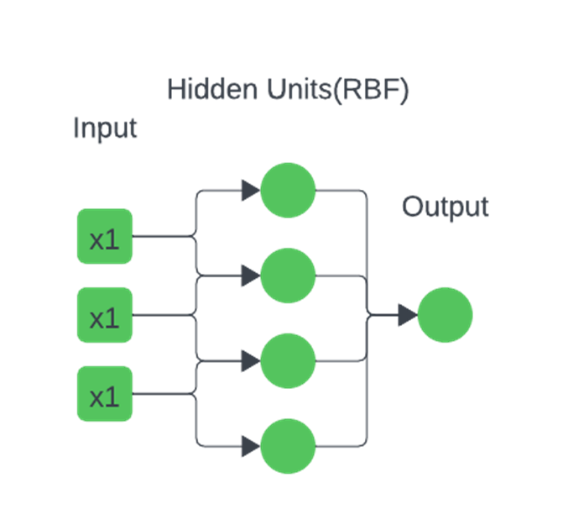 Hidden Units(RBF)
Input
Output
x1
x1
x1